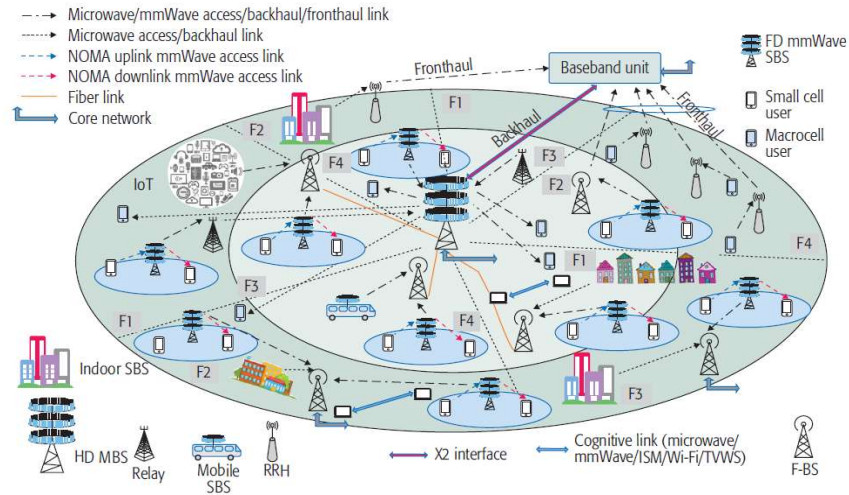 Microwave/mmWave access/backhaul/fronthaul link
Microwave access/backhaul link
NOMA uplink mmWave access link
NOMA downlink mmWave access link
Fiber link
Core network
Fronthaul
Baseband unit
FD mmWave
SBS
Small cell
user
Macrocell
user
F1
Backhaul
Fronthaul
F2
F4
F3
F2
IoT
F4
F1
F3
F1
F4
F2
F3
Indoor SBS
HD MBS
Relay
Mobile
SBS
RRH
X2 interface
Cognitive link (microwave/
mmWave/ISM/Wi-Fi/TVWS)
F-BS